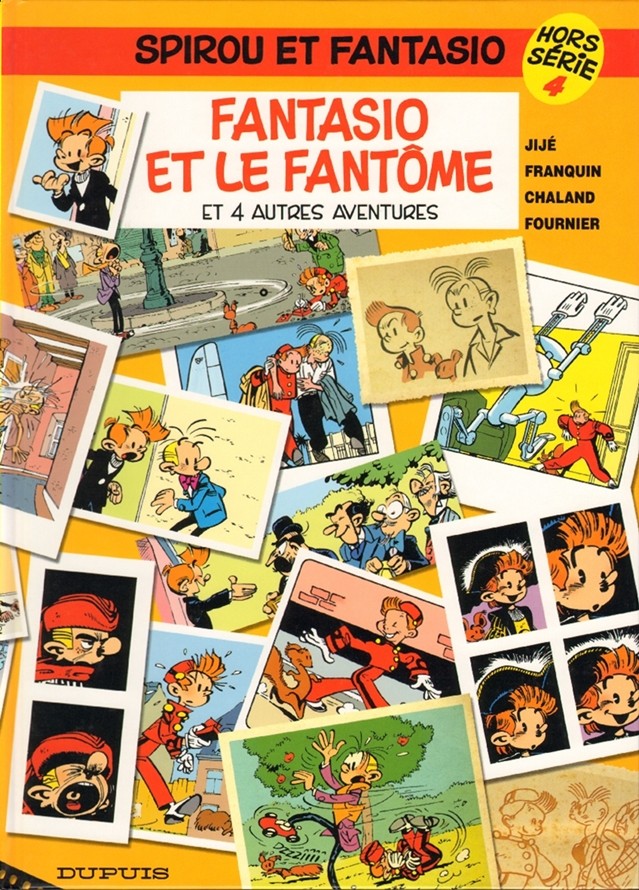 SPIROU ET FANTASIO
HORS
SÉRIE
4
FANTASIO
ET LE FANTÔME
ET 4 AUTRES AVENTURES
JIJÉ
FRANQUIN
CHALAND
FOURNIER
DUPUIS